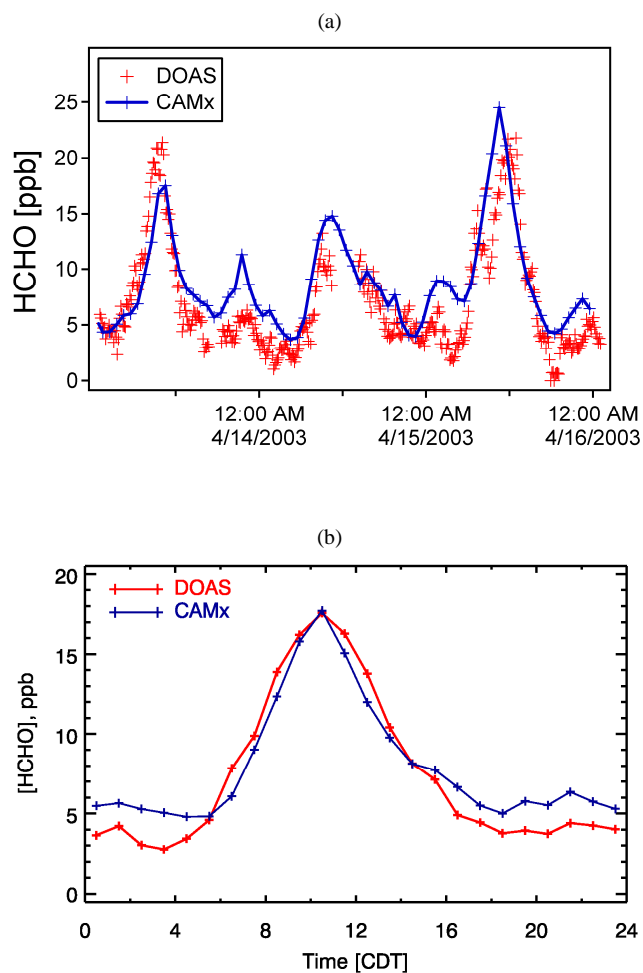 (a)
DOAS
CAMx
HCHO [ppb]
25
20
15
10
5
0
12:00 AM 12:00 AM 12:00 AM
4/14/2003 4/15/2003 4/16/2003
(b)
DOAS
CAMx
[HCHO], ppb
20
15
10
5
0
0 4 8 12 16 20 24
Time [CDT]